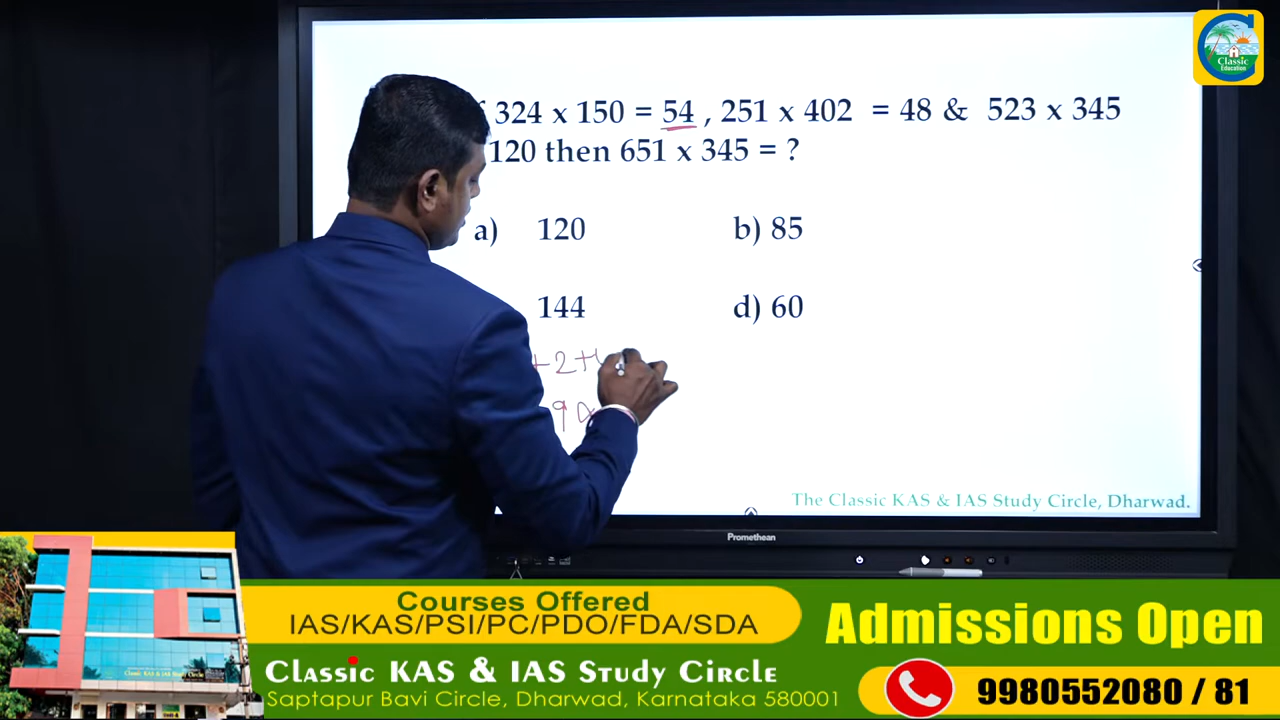 Classic
Education
324 x 150 = 54 , 251 x 402 = 48 & 523 x 345
120 then 651 x 345 = ?
a) 120 b) 85
144 d) 60
+ 2 +
9
The Classic KAS & IAS Study Circle, Dharwad.
Promethean
Courses Offered
IAS/KAS/PSI/PC/PDO/FDA/SDA
Admissions Open
Classic KAS & IAS Study Circle
Saptapur Bavi Circle, Dharwad, Karnataka 580001
9980552080 / 81